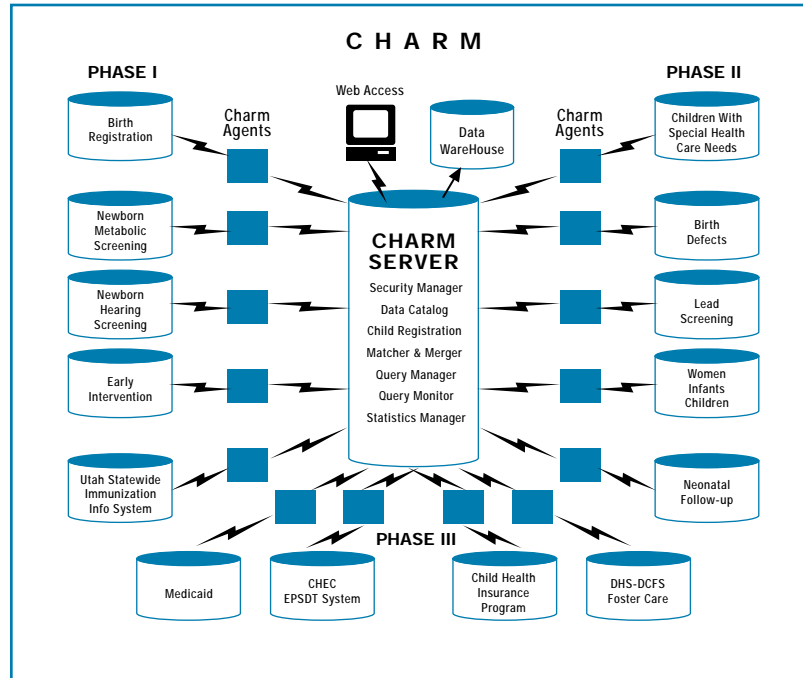 CHARM
PHASE I
PHASE II
Web Access
Charm
Agents
Charm
Agents
Birth
Registration
Data
WareHouse
Children With
Special Health
Care Needs
Newborn
Metabolic
Screening
Birth
Defects
CHARM
SERVER
Security Manager
Data Catalog
Child Registration
Matcher & Merger
Query Manager
Query Monitor
Statistics Manager
Newborn
Hearing
Screening
Lead
Screening
Early
Intervention
Women
Infants
Children
Utah Statewide
Immunization
Info System
Neonatal
Follow-up
PHASE III
Medicaid
CHEC
EPSDT System
Child Health
Insurance
Program
DHS-DCFS
Foster Care